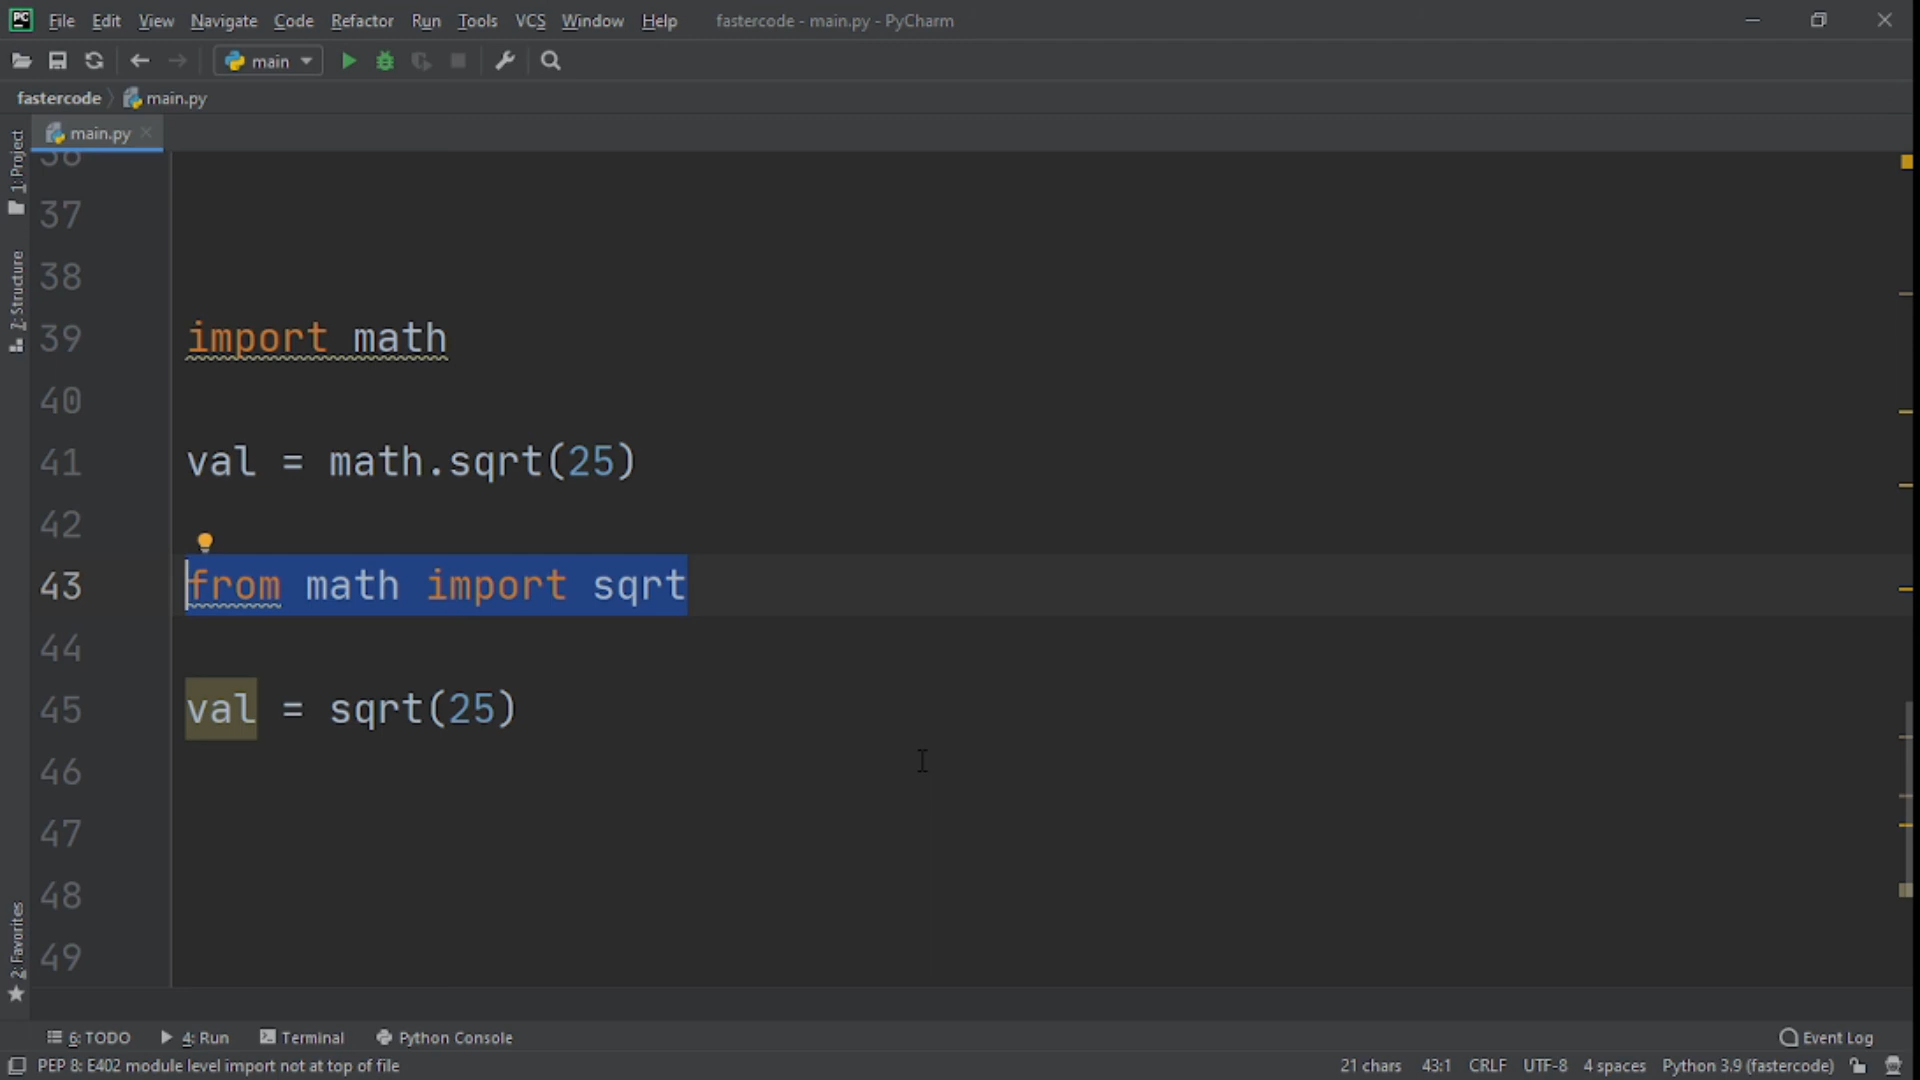 PC File Edit View Navigate Code Refactor Run Tools VCS Window Help fastercode - main.py - PyCharm
main
fastercode main.py
main.py
1: Project
Z: Structure
2: Favorites
36
37
38
39 import math
40
41 val = math.sqrt(25)
42
43 from math import sqrt
44
45 val = sqrt(25)
46
47
48
49
6: TODO 4: Run Terminal Python Console Event Log
PEP 8: E402 module level import not at top of file 21 chars 43:1 CRLF UTF-8 4 spaces Python 3.9 (fastercode)